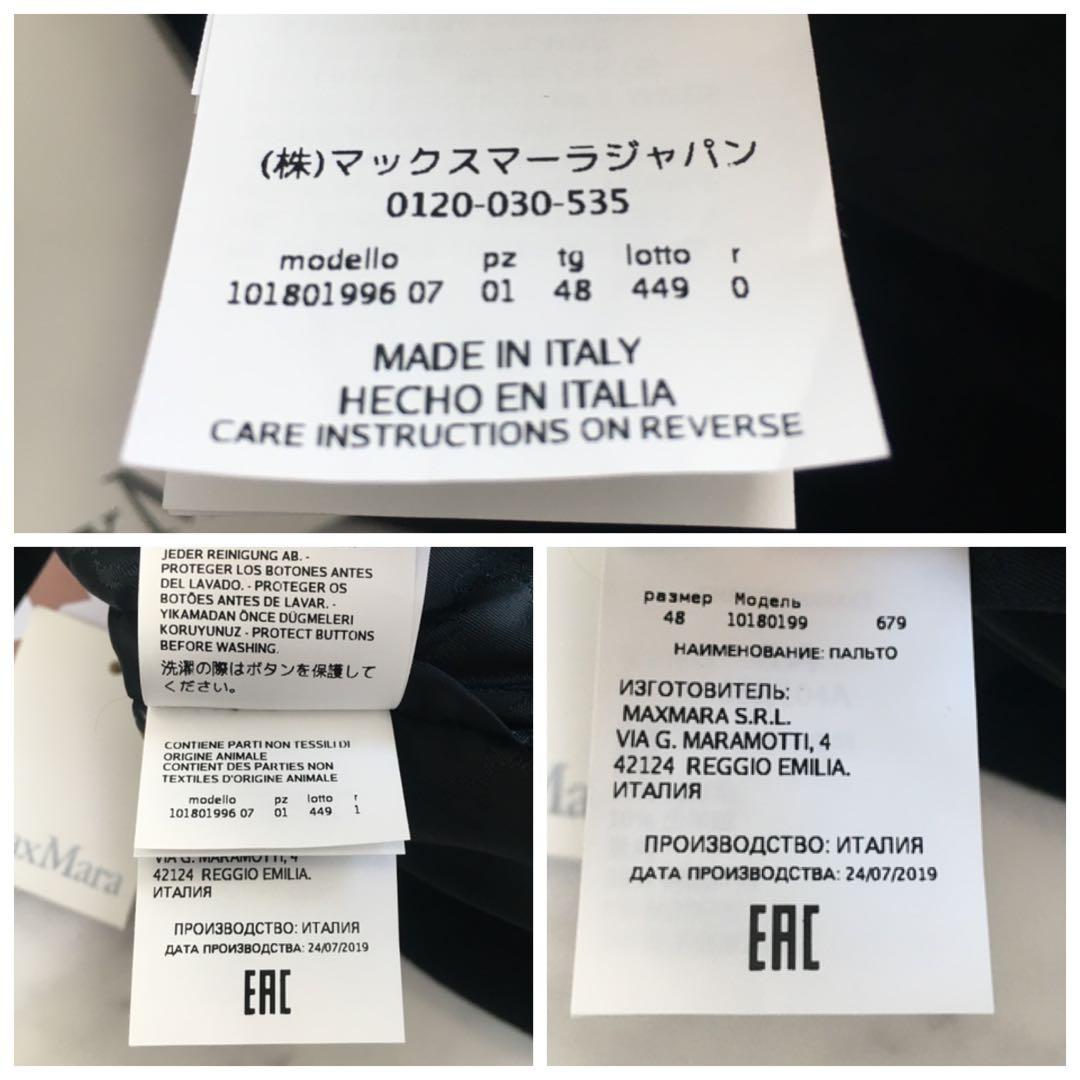 (株)マックスマーラジャパン
0120-030-535
modello pz tg lotto r
101801996 07 01 48 449 0
MADE IN ITALY
HECHO EN ITALIA
CARE INSTRUCTIONS ON REVERSE
JEDER REINIGUNG AB. -
PROTEGER LOS BOTONES ANTES
DEL LAVADO. - PROTEGER OS
BOTÕES ANTES DE LAVAR. -
YIKAMADAN ÖNCE DÜGMELERI
KORUYUNUZ - PROTECT BUTTONS
BEFORE WASHING.
洗濯の際はボタンを保護して
ください。
CONTIENE PARTI NON TESSILI DI
ORIGINE ANIMALE
CONTIENT DES PARTIES NON
TEXTILES D'ORIGINE ANIMALE
modello pz lotto r
101801996 07 01 449 1
VIA G. MARAMOTTI, 4
42124 REGGIO EMILIA.
ИТАЛИЯ
ПРОИЗВОДСТВО: ИТАЛИЯ
ДАТА ПРОИЗВОДСТВА: 24/07/2019
EAC
axMara
размер Модель
48 10180199 679
НАИМЕНОВАНИЕ: ПАЛЬТО
ИЗГОТОВИТЕЛЬ:
MAXMARA S.R.L.
VIA G. MARAMOTTI, 4
42124 REGGIO EMILIA.
ИТАЛИЯ
ПРОИЗВОДСТВО: ИТАЛИЯ
ДАТА ПРОИЗВОДСТВА: 24/07/2019
EAC